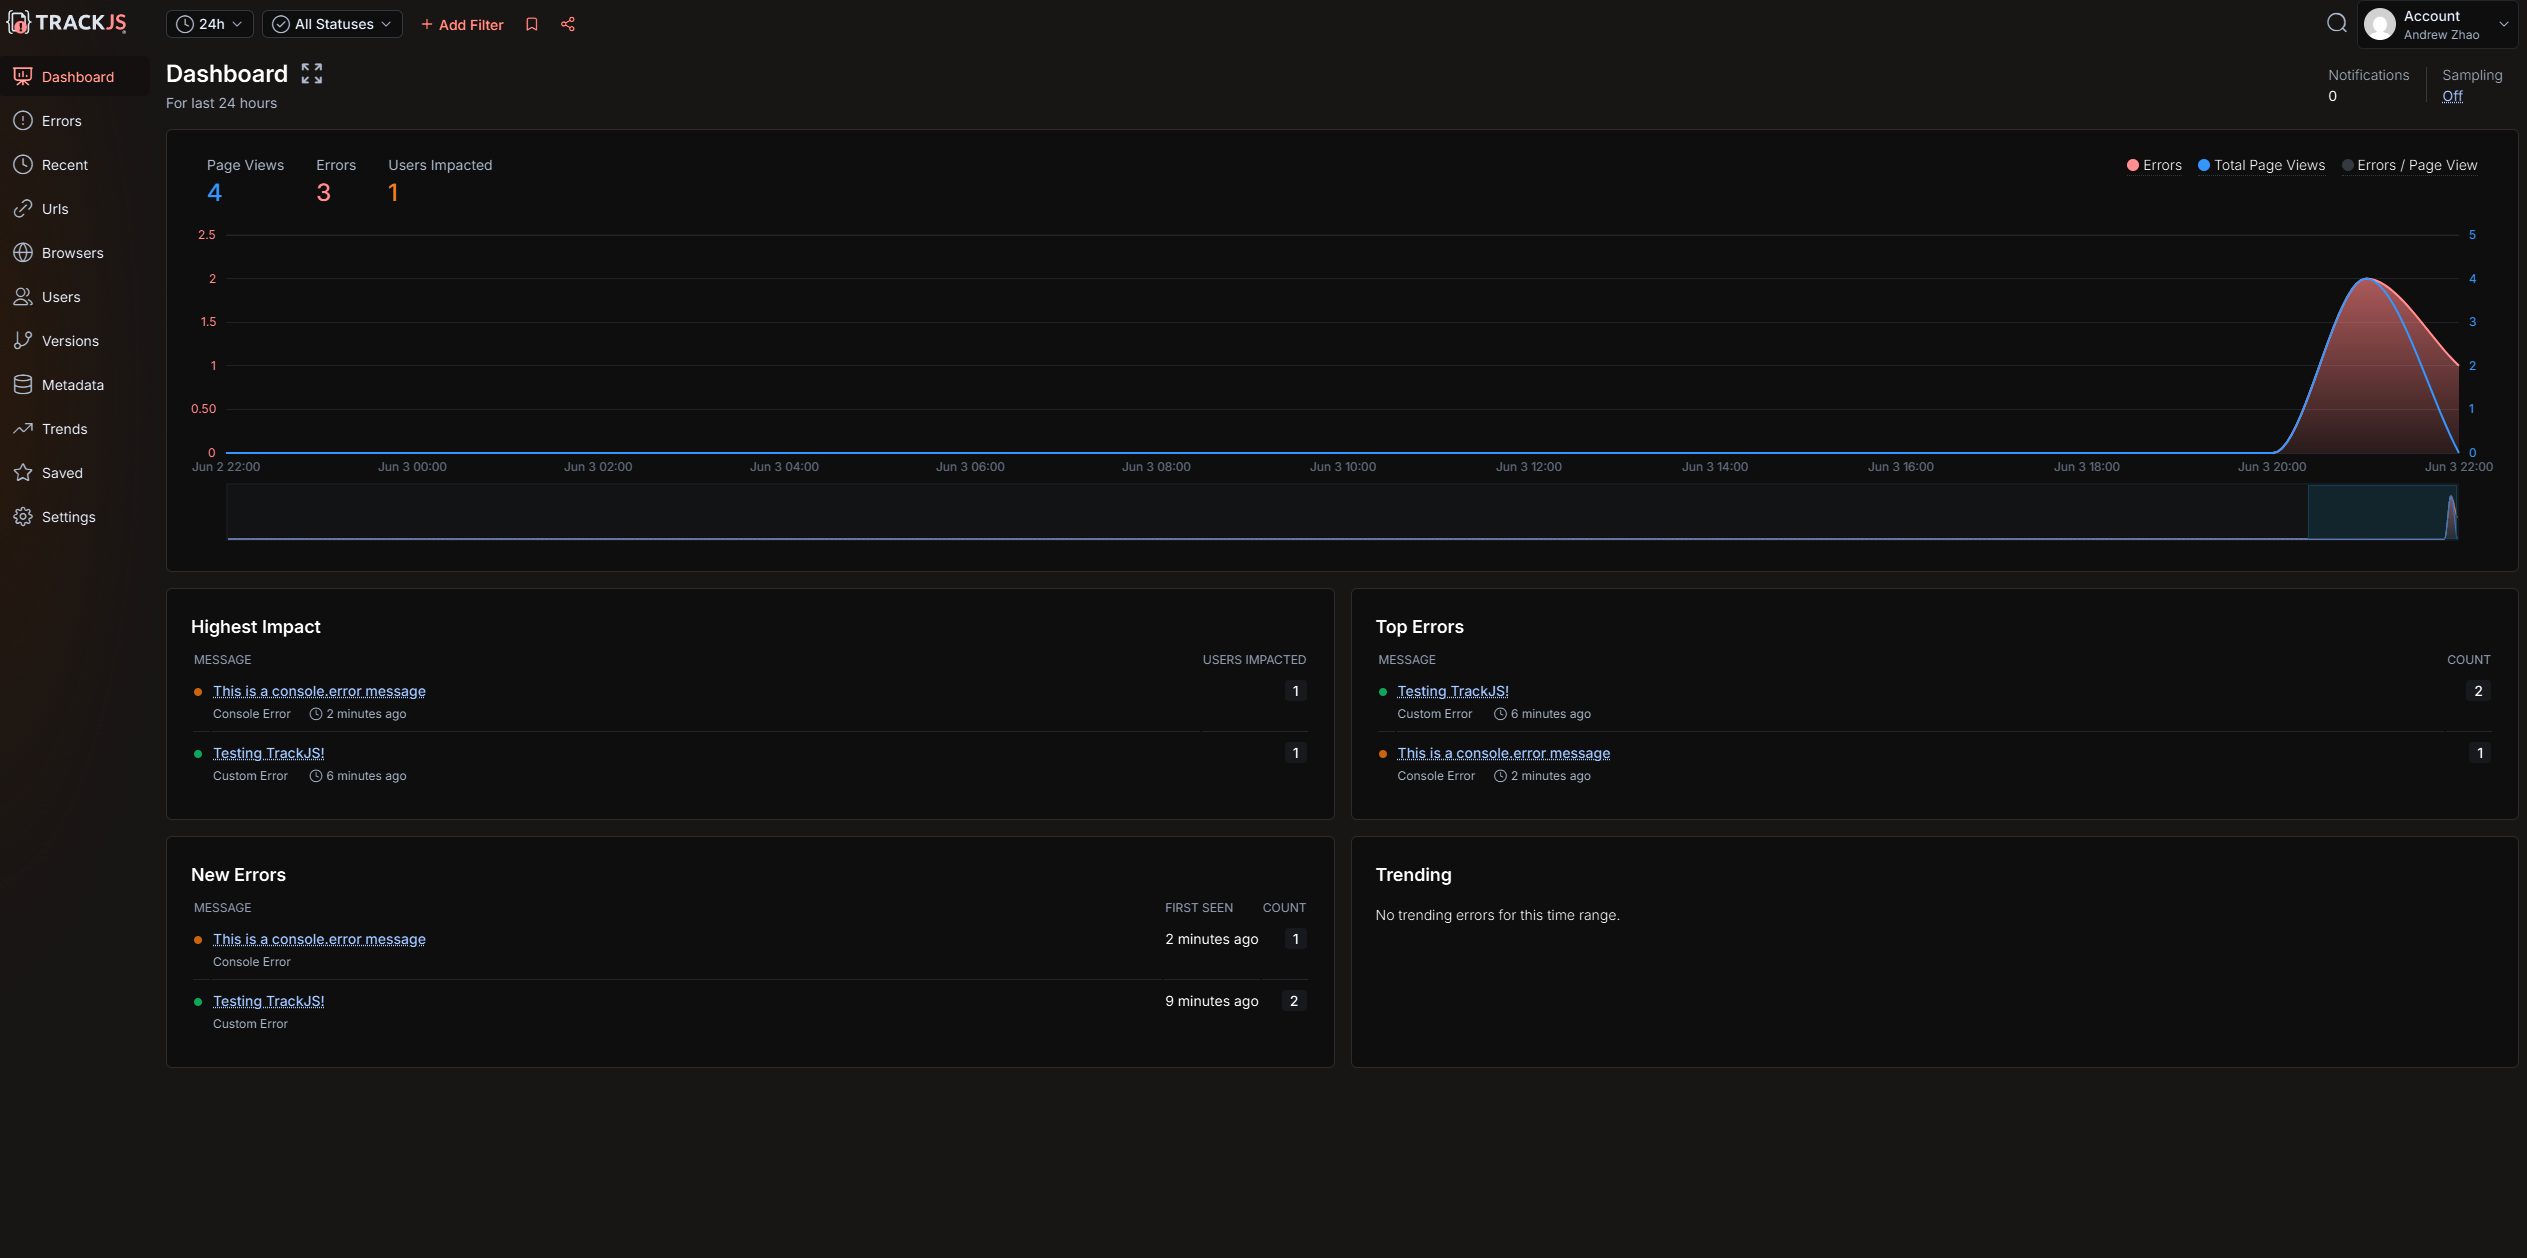 TRACKJS
24h
All Statuses
+ Add Filter
Account
Andrew Zhao
Dashboard
Errors
Recent
Urls
Browsers
Users
Versions
Metadata
Trends
Saved
Settings
Dashboard
For last 24 hours
Notifications
0
Sampling
Off
Page Views
4
Errors
3
Users Impacted
1
Errors
Total Page Views
Errors / Page View
2.5
2
1.5
1
0.50
0
5
4
3
2
1
0
Jun 2 22:00
Jun 3 00:00
Jun 3 02:00
Jun 3 04:00
Jun 3 06:00
Jun 3 08:00
Jun 3 10:00
Jun 3 12:00
Jun 3 14:00
Jun 3 16:00
Jun 3 18:00
Jun 3 20:00
Jun 3 22:00
Highest Impact
MESSAGE USERS IMPACTED
This is a console.error message 1
Console Error 2 minutes ago
Testing TrackJS! 1
Custom Error 6 minutes ago
Top Errors
MESSAGE COUNT
Testing TrackJS! 2
Custom Error 6 minutes ago
This is a console.error message 1
Console Error 2 minutes ago
New Errors
MESSAGE FIRST SEEN COUNT
This is a console.error message 2 minutes ago 1
Console Error
Testing TrackJS! 9 minutes ago 2
Custom Error
Trending
No trending errors for this time range.